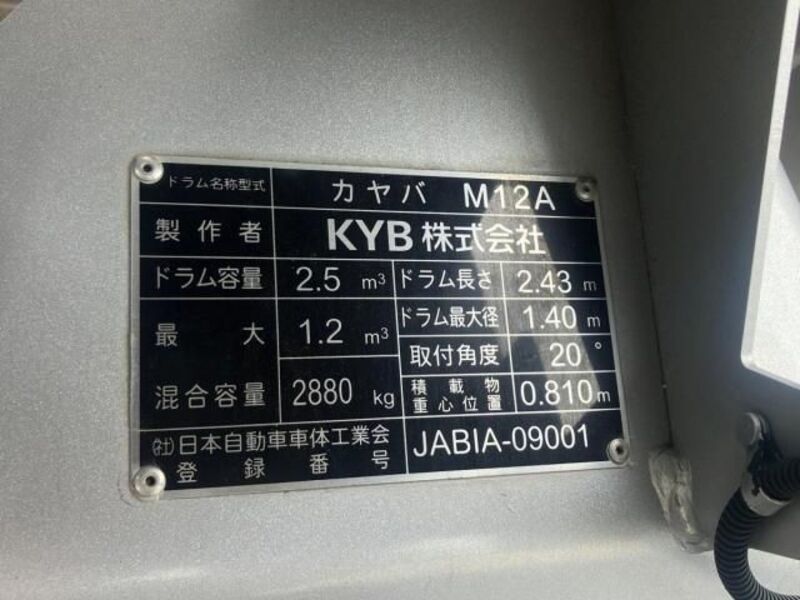 ドラム名称型式 カヤバ M12A
製作者 KYB 株式会社
ドラム容量 2.5 m³ ドラム長さ 2.43 m
最大混合容量 1.2 m³ ドラム最大径 1.40 m
取付角度 20°
2880 kg 積載物重心位置 0.810 m
(社)日本自動車車体工業会
登録番号 JABIA-09001